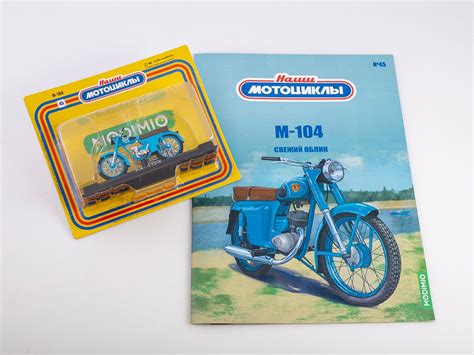 Наши
МОТОЦИКЛЫ
М-104
45
MODIMIO
Наши
МОТОЦИКЛЫ
№45
М-104
СВЕЖИЙ ОБЛИК
MODIMIO